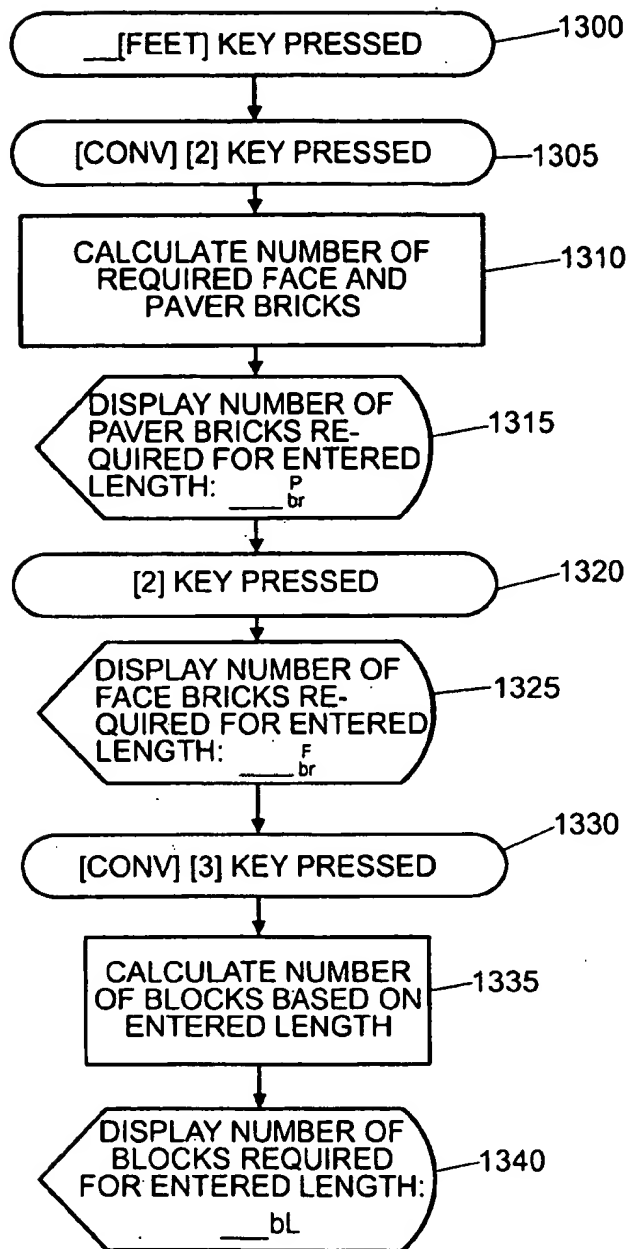 __[FEET] KEY PRESSED
1300
[CONV] [2] KEY PRESSED
1305
CALCULATE NUMBER OF
REQUIRED FACE AND
PAVER BRICKS
1310
DISPLAY NUMBER OF
PAVER BRICKS RE-
QUIRED FOR ENTERED
LENGTH: ___ P br
1315
[2] KEY PRESSED
1320
DISPLAY NUMBER OF
FACE BRICKS RE-
QUIRED FOR ENTERED
LENGTH: ___ F br
1325
[CONV] [3] KEY PRESSED
1330
CALCULATE NUMBER
OF BLOCKS BASED ON
ENTERED LENGTH
1335
DISPLAY NUMBER OF
BLOCKS REQUIRED
FOR ENTERED LENGTH:
___bL
1340